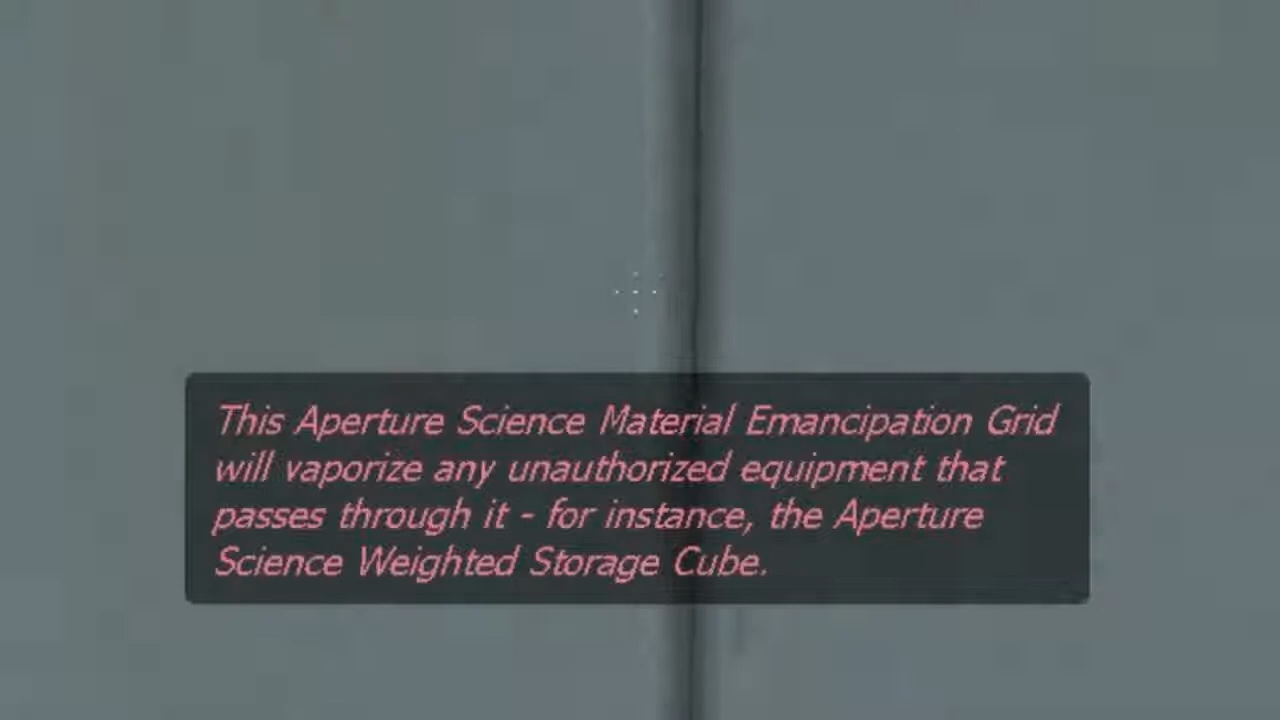 This Aperture Science Material Emancipation Grid
will vaporize any unauthorized equipment that
passes through it - for instance, the Aperture
Science Weighted Storage Cube.